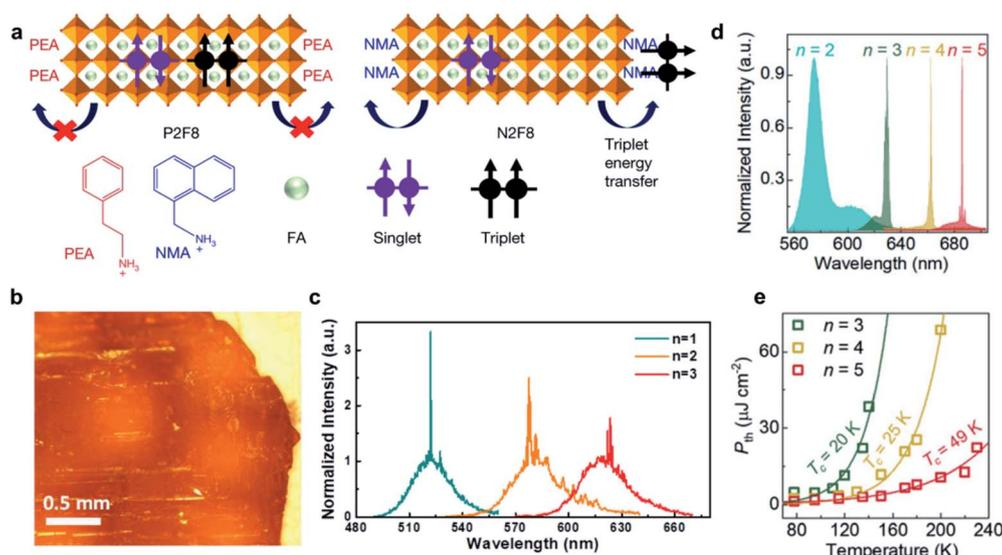 a
PEA
PEA
PEA
PEA
P2F8
NMA
NMA
NMA
NMA
N2F8
Triplet
energy
transfer
PEA
NH3
+
NMA
NH3
+
FA
Singlet
Triplet
b
0.5 mm
c
Normalized Intensity (a.u.)
3
2
1
0
n=1
n=2
n=3
480 510 540 570 600 630 660
Wavelength (nm)
d
Normalized Intensity (a.u.)
n = 2 n = 3 n = 4 n = 5
0.9
0.6
0.3
560 600 640 680
Wavelength (nm)
e
Pth (μJ cm-2)
60
30
0
n = 3
n = 4
n = 5
Tc = 20 K
Tc = 25 K
Tc = 49 K
80 120 160 200 240
Temperature (K)